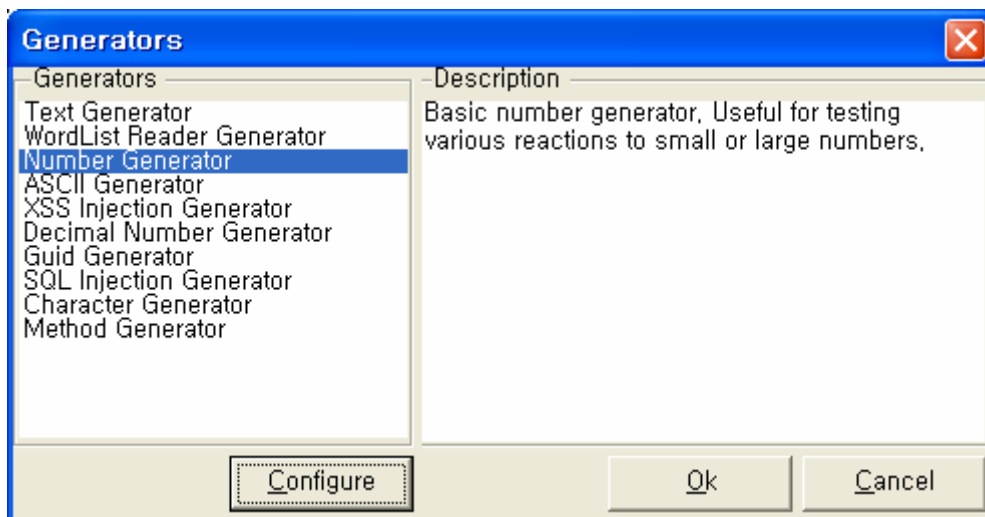 Generators
Generators
Text Generator
WordList Reader Generator
Number Generator
ASCII Generator
XSS Injection Generator
Decimal Number Generator
Guid Generator
SQL Injection Generator
Character Generator
Method Generator
Description
Basic number generator, Useful for testing
various reactions to small or large numbers,
Configure
Ok
Cancel